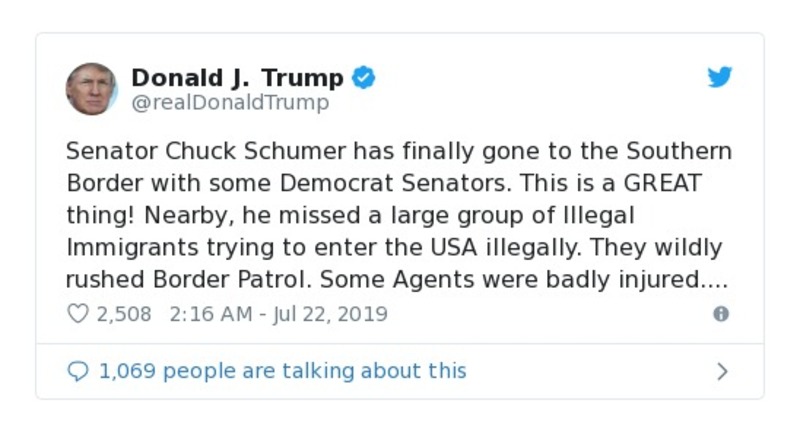 Donald J. Trump
@realDonaldTrump
Senator Chuck Schumer has finally gone to the Southern
Border with some Democrat Senators. This is a GREAT
thing! Nearby, he missed a large group of Illegal
Immigrants trying to enter the USA illegally. They wildly
rushed Border Patrol. Some Agents were badly injured....
2,508 2:16 AM - Jul 22, 2019
1,069 people are talking about this